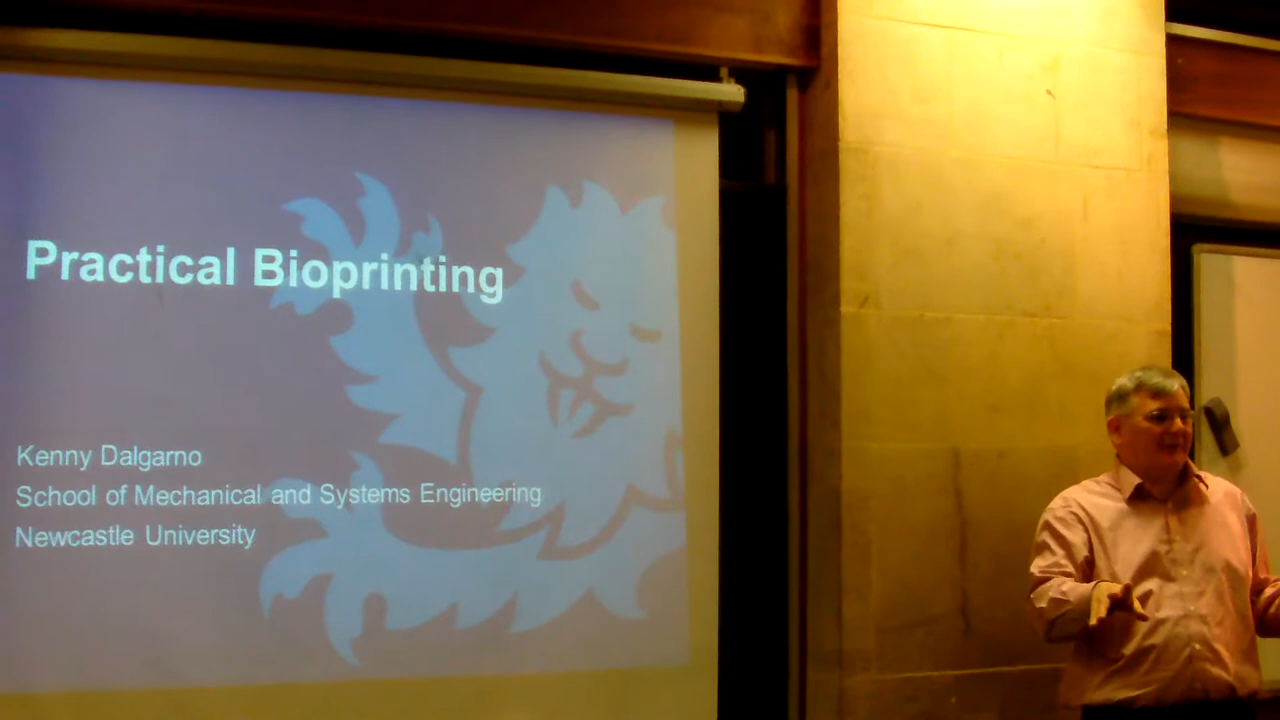 Practical Bioprinting
Kenny Dalgarno
School of Mechanical and Systems Engineering
Newcastle University